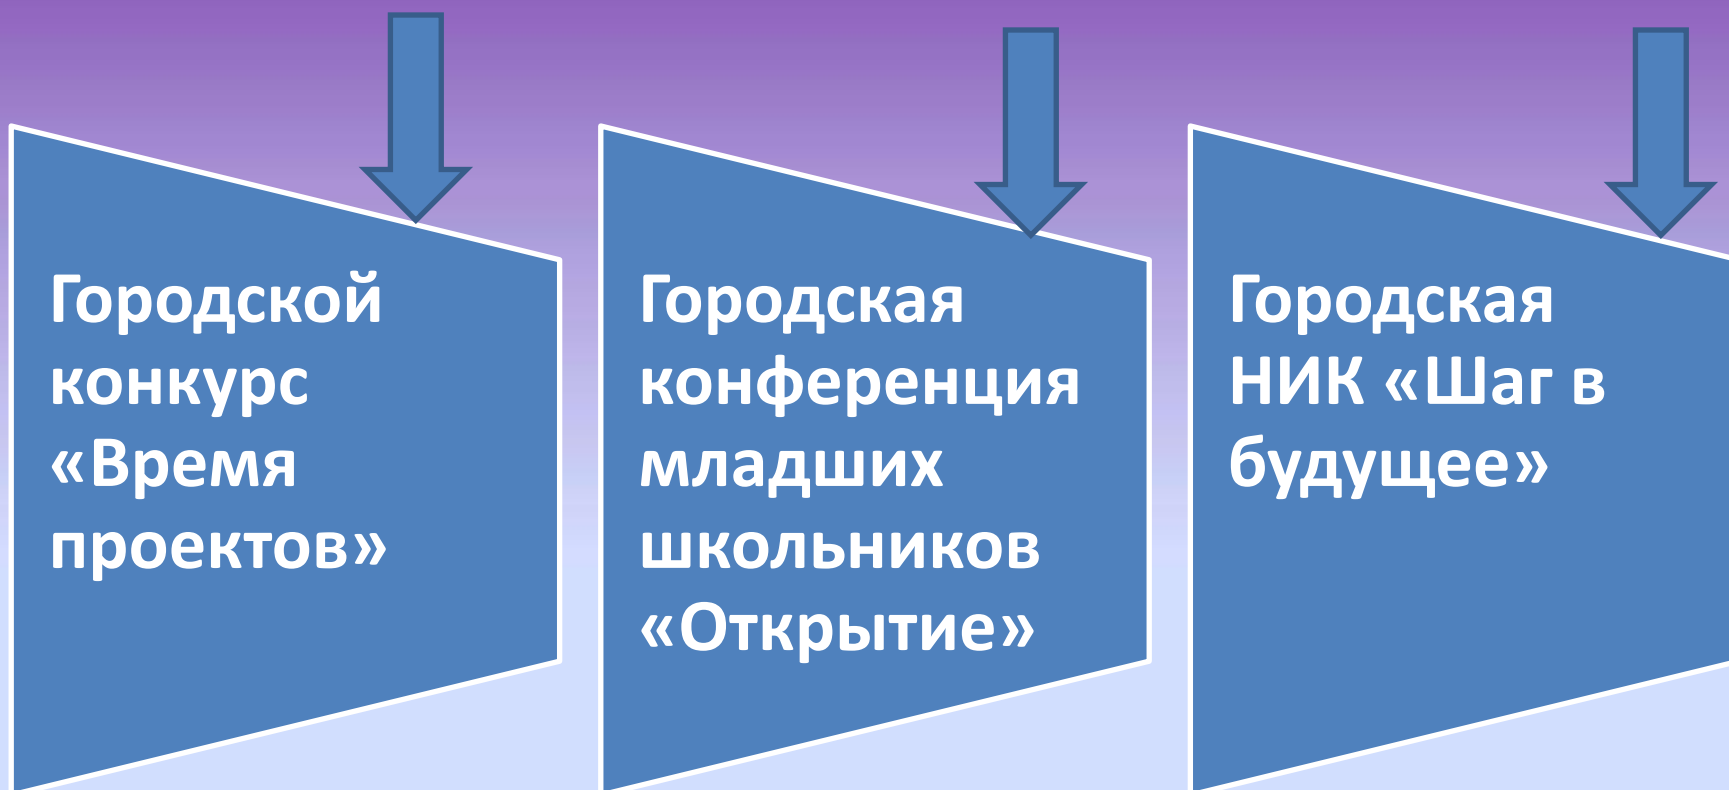 Городской
конкурс
«Время
проектов»
Городская
конференция
младших
школьников
«Открытие»
Городская
НИК «Шаг в
будущее»